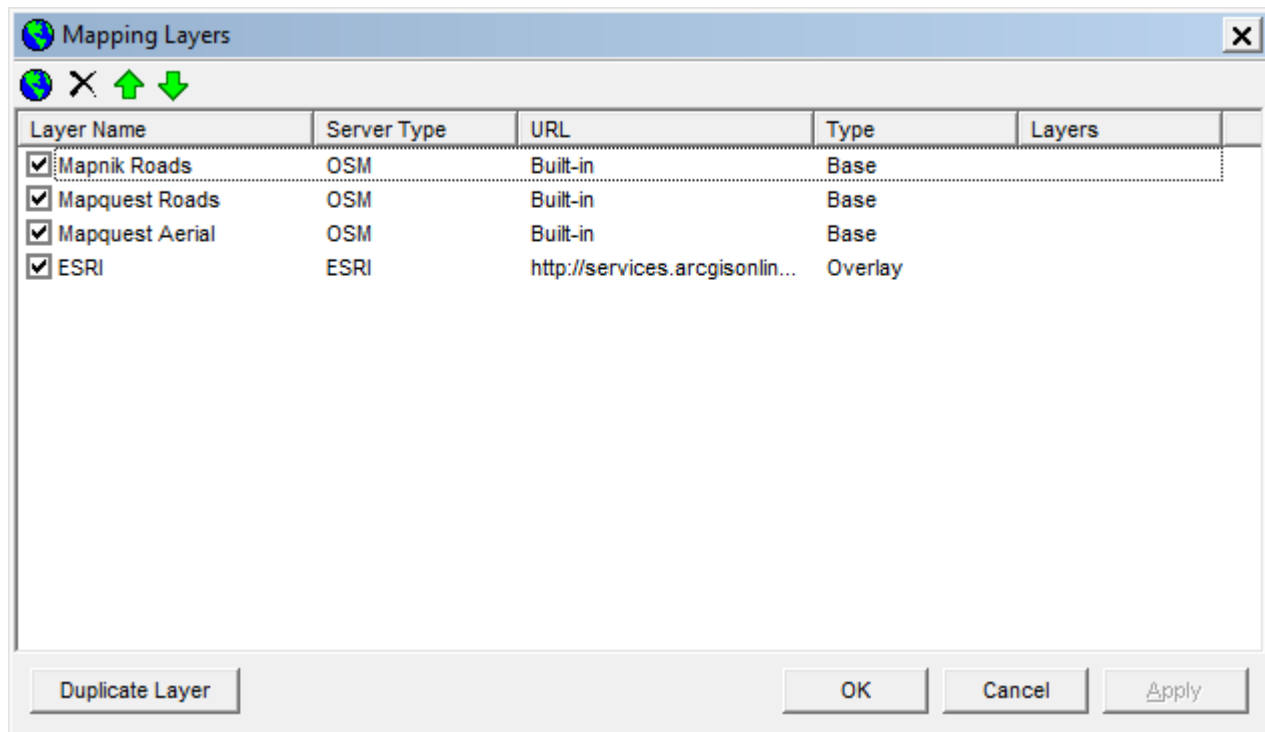 Mapping Layers
Layer Name Server Type URL Type Layers
Mapnik Roads OSM Built-in Base
Mapquest Roads OSM Built-in Base
Mapquest Aerial OSM Built-in Base
ESRI ESRI http://services.arcgisonlin... Overlay
Duplicate Layer OK Cancel Apply